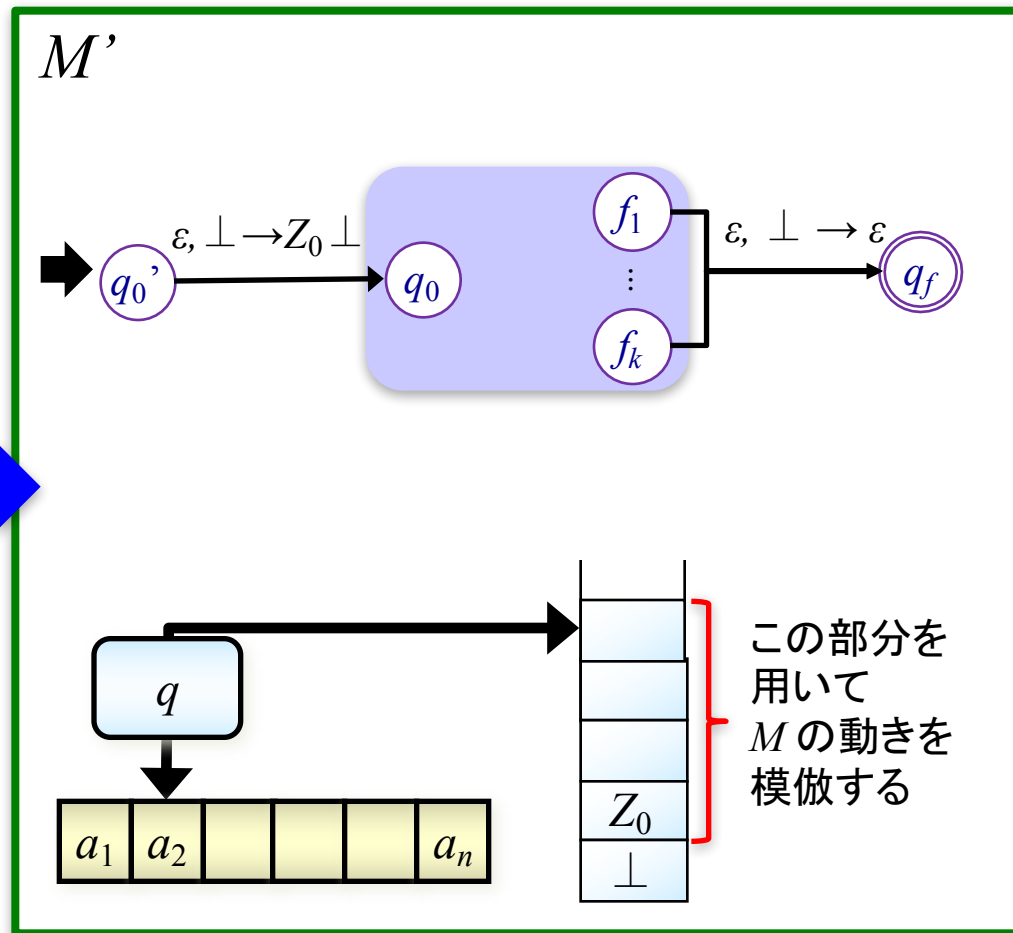 M’
q₀’
ε, ⊥→Z₀ ⊥
q₀
f₁
⋮
fₖ
ε, ⊥ → ε
q_f
q
a₁ a₂ aₙ
Z₀
⊥
この部分を
用いて
M の動きを
模倣する